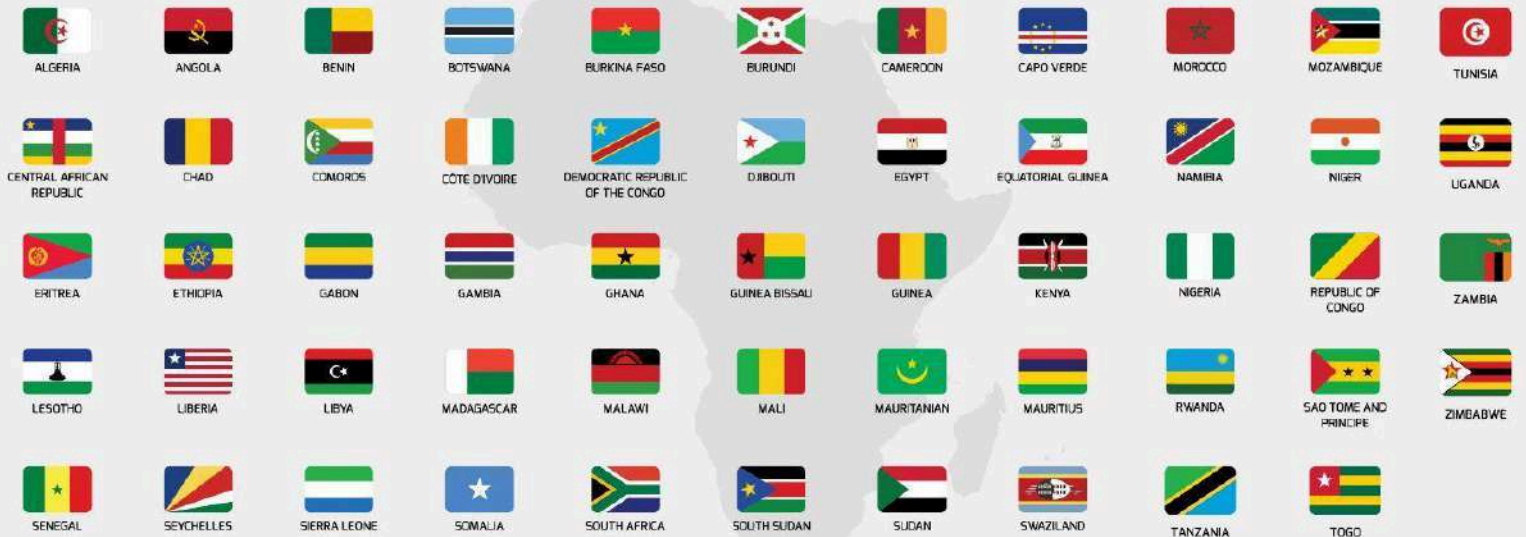 ALGERIA
ANGOLA
BENIN
BOTSWANA
BURKINA FASO
BURUNDI
CAMEROON
CAPO VERDE
MOROCCO
MOZAMBIQUE
TUNISIA
CENTRAL AFRICAN
REPUBLIC
CHAD
COMOROS
CÔTE D'IVOIRE
DEMOCRATIC REPUBLIC
OF THE CONGO
DJIBOUTI
EGYPT
EQUATORIAL GUINEA
NAMIBIA
NIGER
UGANDA
ERITREA
ETHIOPIA
GABON
GAMBIA
GHANA
GUINEA BISSAU
GUINEA
KENYA
NIGERIA
REPUBLIC OF
CONGO
ZAMBIA
LESOTHO
LIBERIA
LIBYA
MADAGASCAR
MALAWI
MALI
MAURITANIAN
MAURITIUS
RWANDA
SAO TOME AND
PRINCIPE
ZIMBABWE
SENEGAL
SEYCHELLES
SIERRA LEONE
SOMALIA
SOUTH AFRICA
SOUTH SUDAN
SUDAN
SWAZILAND
TANZANIA
TOGO